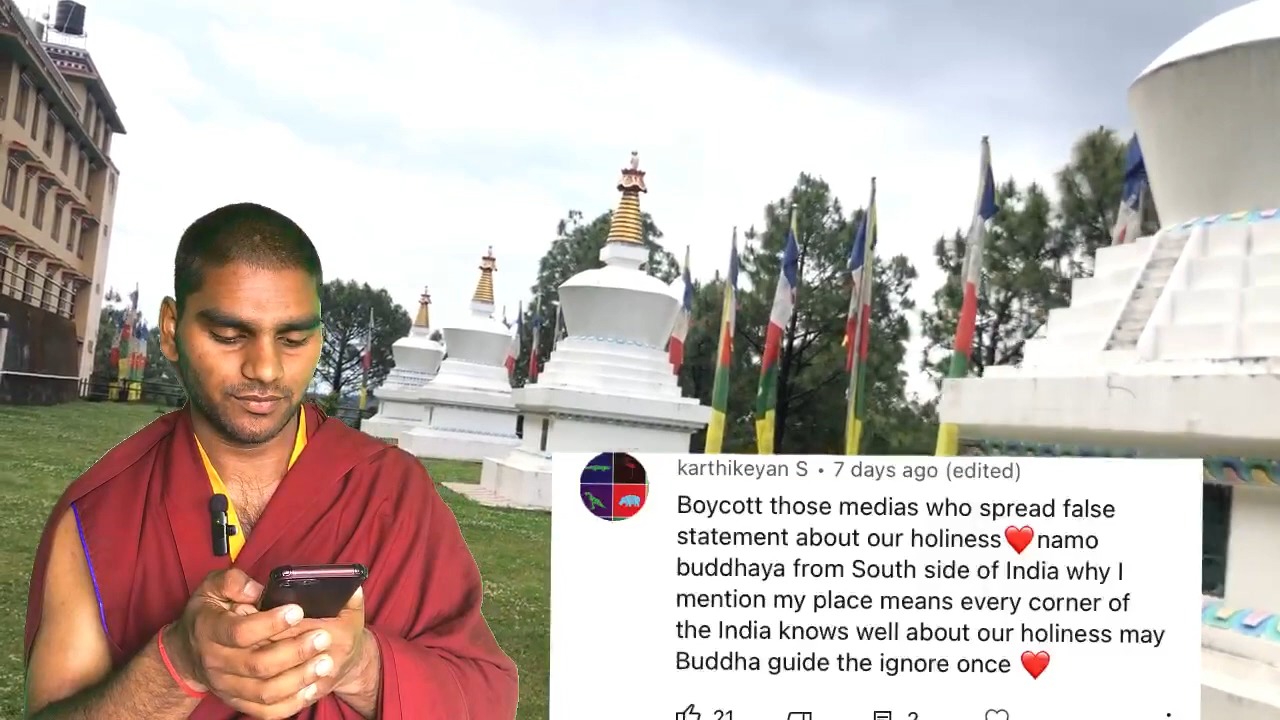 karthikeyan S • 7 days ago (edited)
Boycott those medias who spread false
statement about our holiness❤️namo
buddhaya from South side of India why I
mention my place means every corner of
the India knows well about our holiness may
Buddha guide the ignore once ❤️
21 2